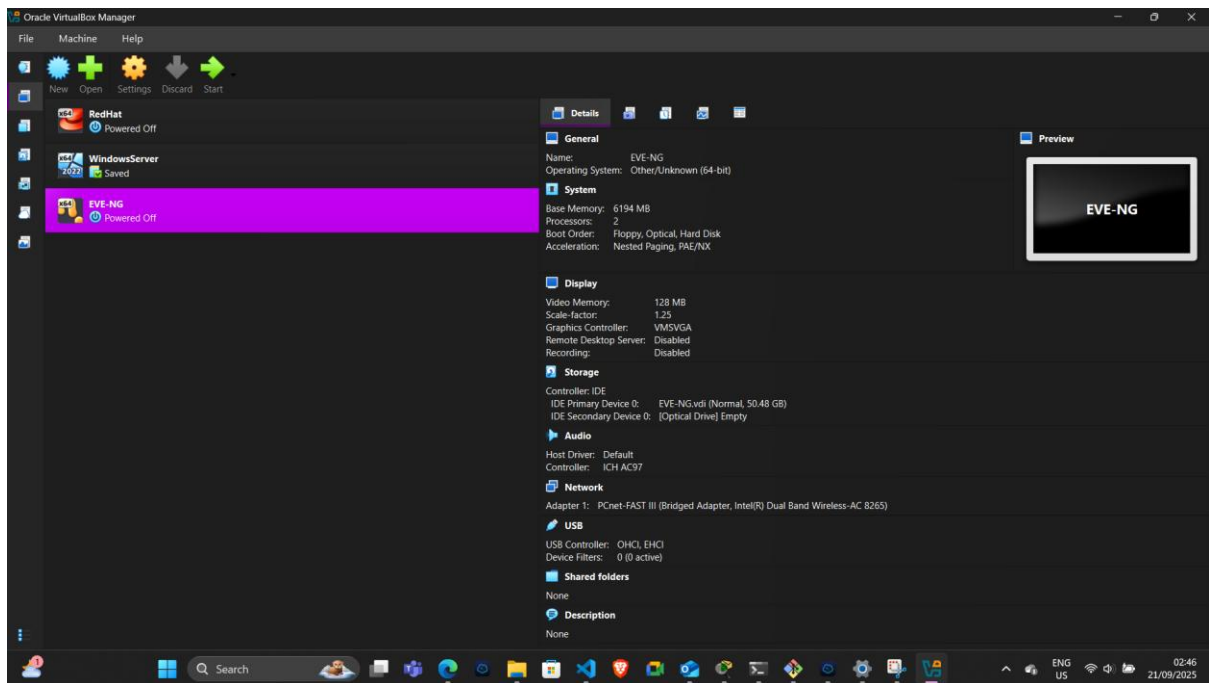 Oracle VirtualBox Manager
File Machine Help
New Open Settings Discard Start
x64 RedHat
Powered Off
x64 2022 WindowsServer
Saved
x64 EVE-NG
Powered Off
Details
General
Name: EVE-NG
Operating System: Other/Unknown (64-bit)
System
Base Memory: 6194 MB
Processors: 2
Boot Order: Floppy, Optical, Hard Disk
Acceleration: Nested Paging, PAE/NX
Preview
EVE-NG
Display
Video Memory: 128 MB
Scale-factor: 1.25
Graphics Controller: VMSVGA
Remote Desktop Server: Disabled
Recording: Disabled
Storage
Controller: IDE
IDE Primary Device 0: EVE-NG.vdi (Normal, 50.48 GB)
IDE Secondary Device 0: [Optical Drive] Empty
Audio
Host Driver: Default
Controller: ICH AC97
Network
Adapter 1: PCnet-FAST III (Bridged Adapter, Intel(R) Dual Band Wireless-AC 8265)
USB
USB Controller: OHCI, EHCI
Device Filters: 0 (0 active)
Shared folders
None
Description
None
1
Search
ENG
US
02:46
21/09/2025